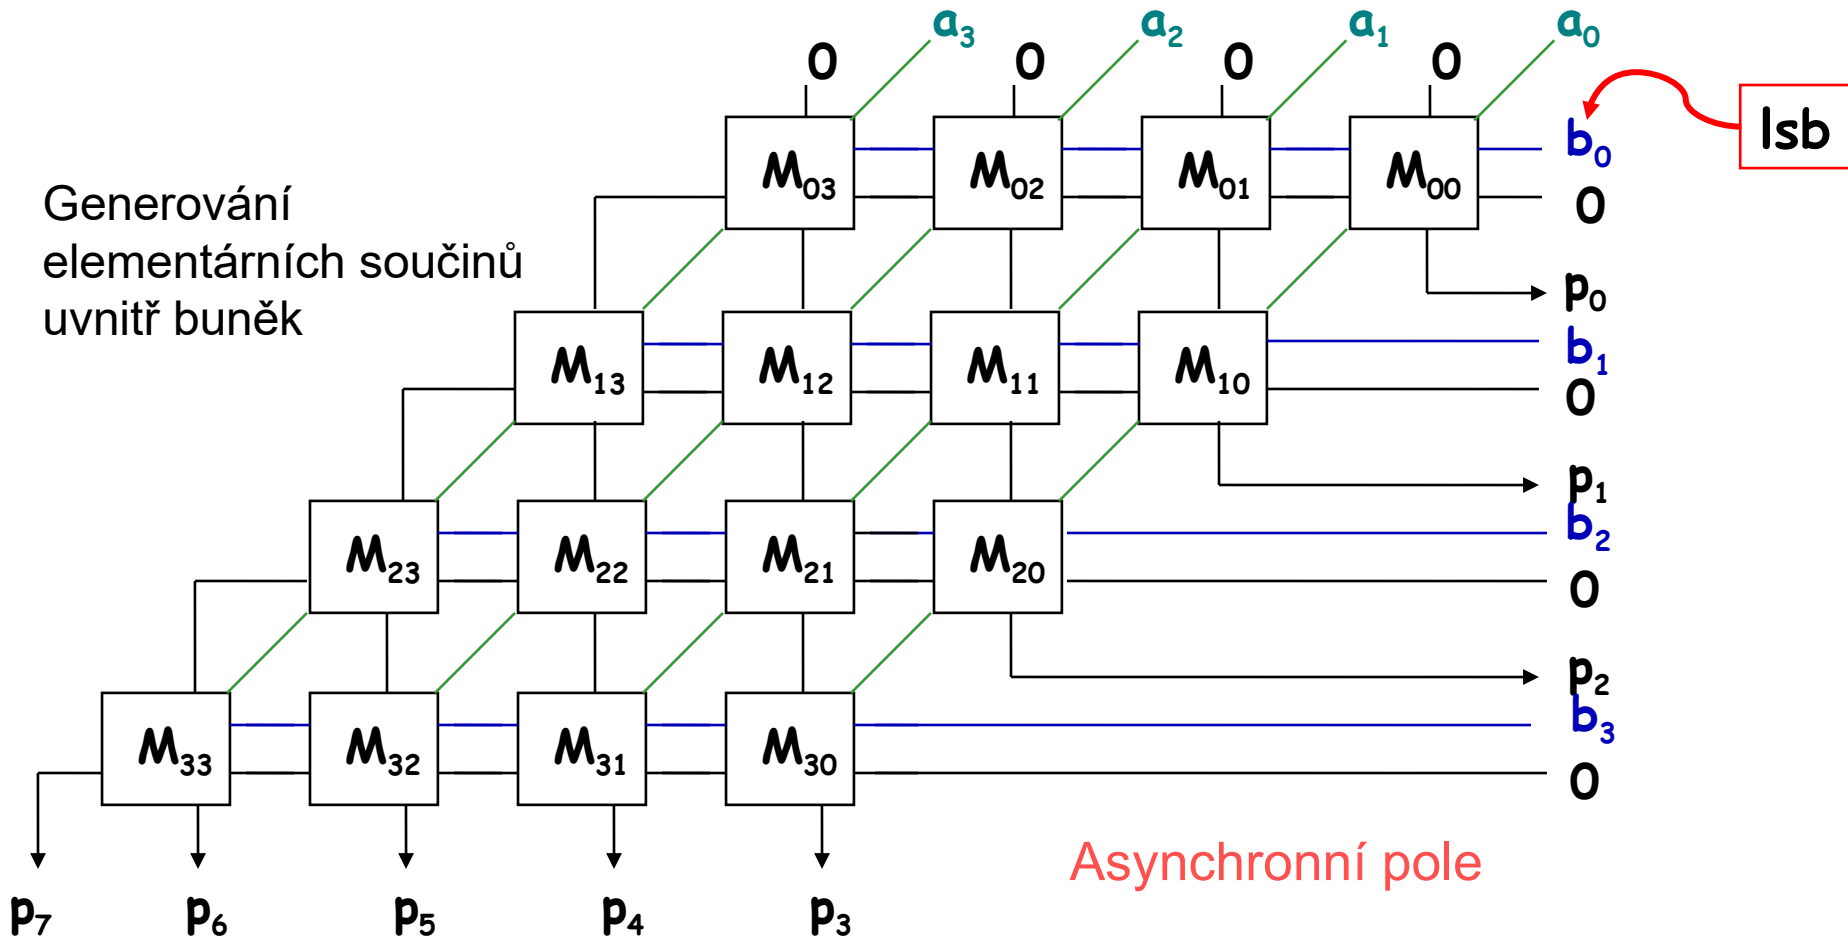 a₃ a₂ a₁ a₀
0 0 0 0
lsb
M₀₃ M₀₂ M₀₁ M₀₀ b₀
0
Generování
elementárních součinů
uvnitř buněk
p₀
M₁₃ M₁₂ M₁₁ M₁₀ b₁
0
p₁
M₂₃ M₂₂ M₂₁ M₂₀ b₂
0
p₂
M₃₃ M₃₂ M₃₁ M₃₀ b₃
0
Asynchronní pole
p₇ p₆ p₅ p₄ p₃